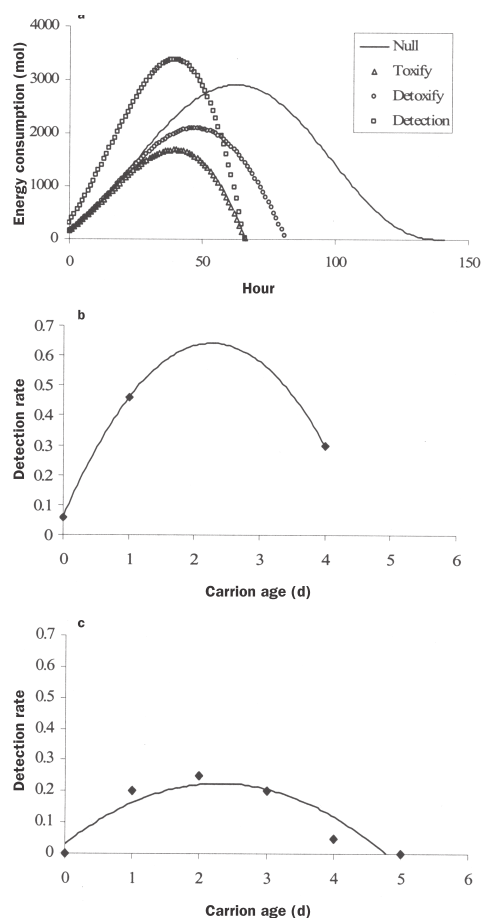 a
4000
3000
2000
1000
0
Energy consumption (mol)
Null
Toxify
Detoxify
Detection
0 50 100 150
Hour
b
0.7
0.6
0.5
0.4
0.3
0.2
0.1
0
Detection rate
0 1 2 3 4 5 6
Carrion age (d)
c
0.7
0.6
0.5
0.4
0.3
0.2
0.1
0
Detection rate
0 1 2 3 4 5 6
Carrion age (d)